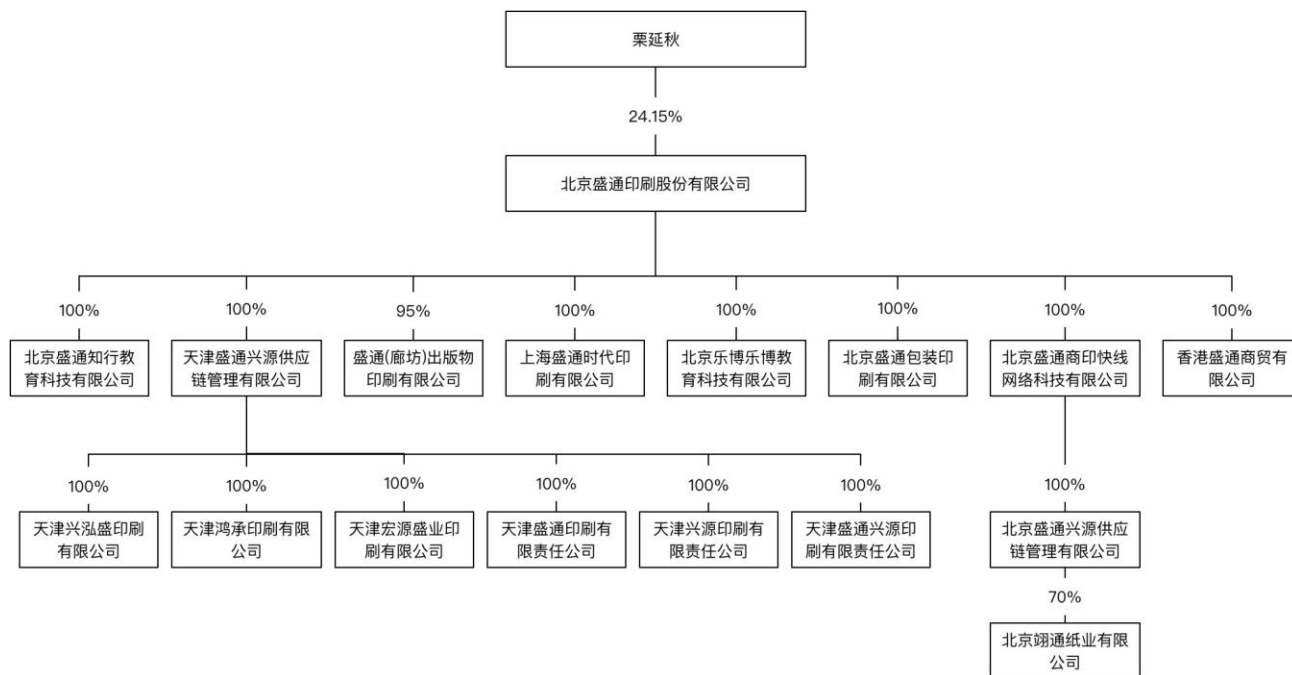 栗延秋
24.15%
北京盛通印刷股份有限公司
100%
100%
95%
100%
100%
100%
100%
100%
北京盛通知行教
育科技有限公司
天津盛通兴源供应
链管理有限公司
盛通(廊坊)出版物
印刷有限公司
上海盛通时代印
刷有限公司
北京乐博乐博教
育科技有限公司
北京盛通包装印
刷有限公司
北京盛通商印快线
网络科技有限公司
香港盛通商贸有
限公司
100%
100%
100%
100%
100%
100%
100%
天津兴泓盛印刷
有限公司
天津鸿承印刷有限
公司
天津宏源盛业印
刷有限公司
天津盛通印刷有
限责任公司
天津兴源印刷有
限责任公司
天津盛通兴源印
刷有限责任公司
北京盛通兴源供应
链管理有限公司
70%
北京翊通纸业有限
公司